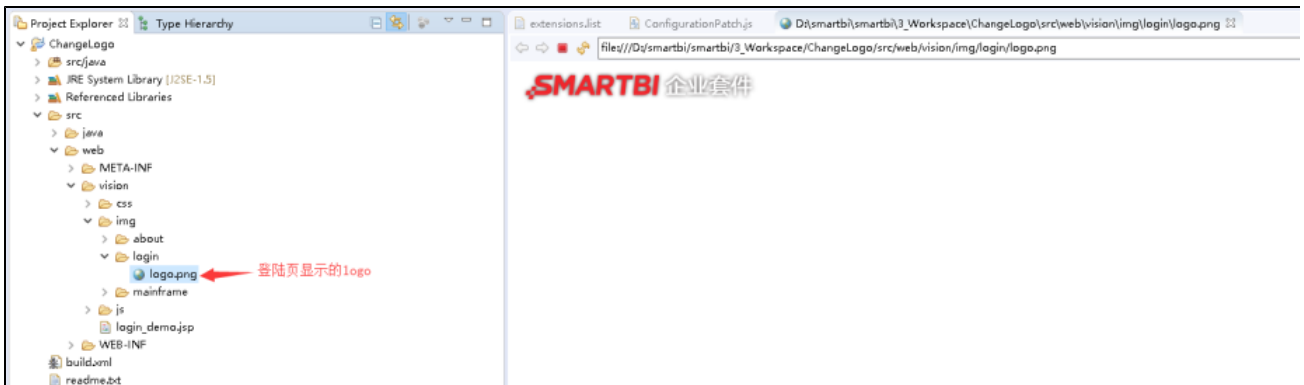 Project Explorer Type Hierarchy
ChangeLogo
src/java
JRE System Library [J2SE-1.5]
Referenced Libraries
src
java
web
META-INF
vision
css
img
about
login
logo.png
登陆页显示的logo
mainframe
js
login_demo.jsp
WEB-INF
build.xml
readme.txt
extensions.list ConfigurationPatch.js D:\smartbi\smartbi\3_Workspace\ChangeLogo\src\web\vision\img\login\logo.png
file:///D:/smartbi/smartbi/3_Workspace/ChangeLogo/src/web/vision/img/login/logo.png
SMARTBI 企业套件